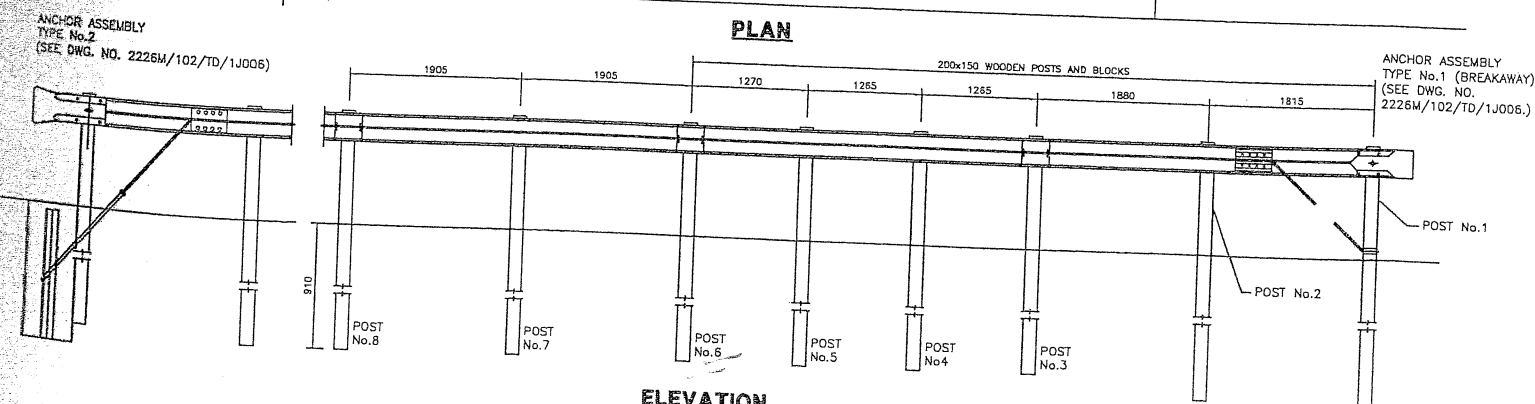 PLAN
ANCHOR ASSEMBLY
TYPE No.2
(SEE DWG. NO. 2226M/102/TD/1J006)
ANCHOR ASSEMBLY
TYPE No.1 (BREAKAWAY)
(SEE DWG. NO.
2226M/102/TD/1J006.)
200x150 WOODEN POSTS AND BLOCKS
1905
1905
1270
1265
1265
1880
1815
910
POST
No.8
POST
No.7
POST
No.6
POST
No.5
POST
No4
POST
No.3
POST No.2
POST No.1
ELEVATION